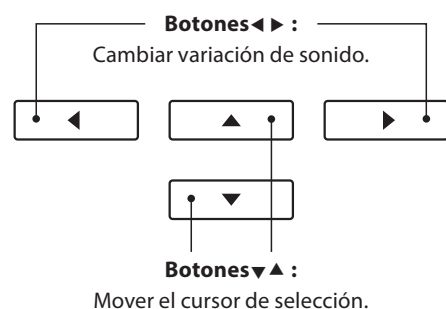 Botones◀ ▶ :
Cambiar variación de sonido.
◀ ▲ ▶
▼
Botones▼▲ :
Mover el cursor de selección.